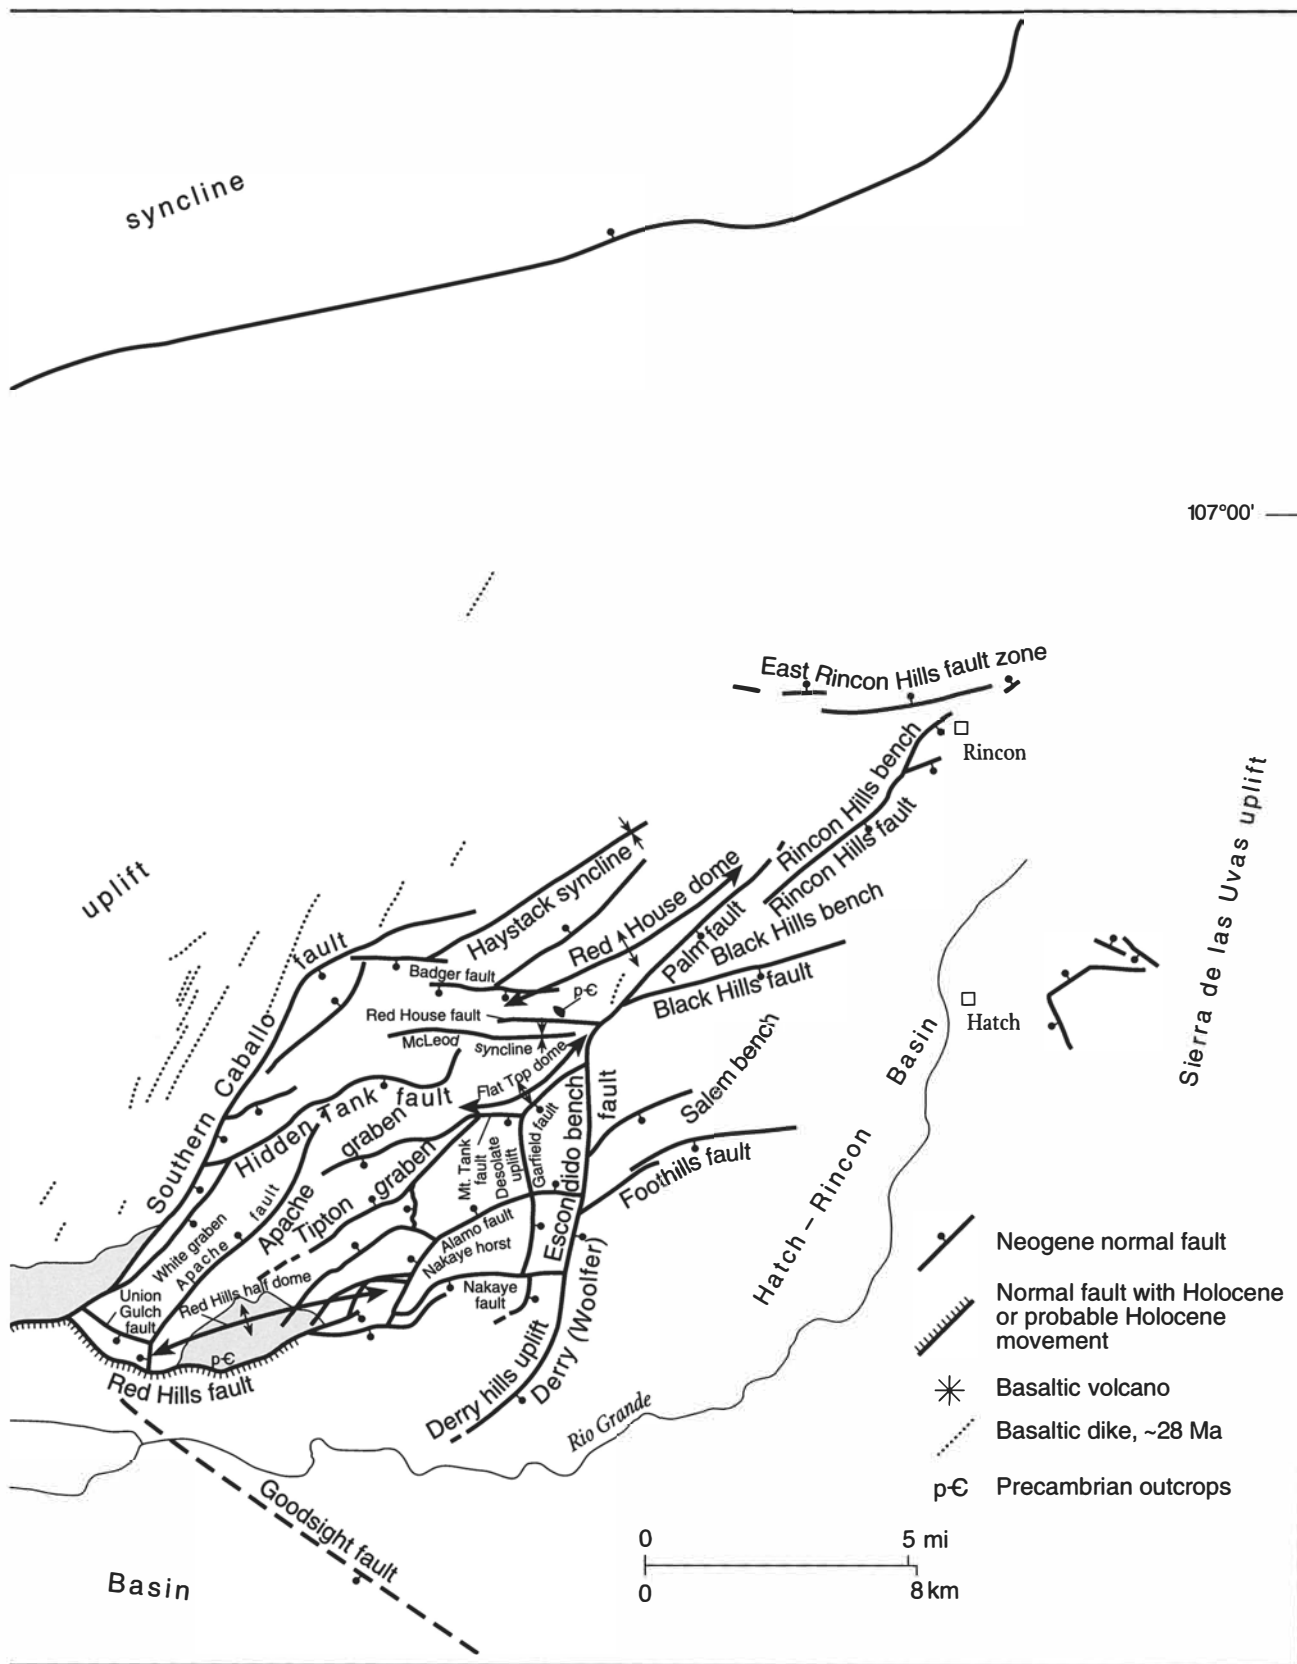 syncline
107°00'
East Rincon Hills fault zone
Rincon
Rincon Hills bench
Rincon Hills fault
Sierra de las Uvas uplift
uplift
Haystack syncline
Red House dome
Palm fault
Black Hills bench
Black Hills fault
Southern Caballo fault
Badger fault
p-Є
Red House fault
McLeod syncline
Flat Top dome
Hatch
Hatch – Rincon Basin
Salem bench
Foothills fault
Hidden Tank fault
Apache graben
Tipton graben
Mt. Tank
fault
Desolate
uplift
Garfield fault
Escondido bench
Derry (Woolfer) fault
White graben
Apache fault
Alamo fault
Nakaye horst
Nakaye
fault
Red Hills half dome
Union
Gulch
fault
p-Є
Red Hills fault
Derry hills uplift
Rio Grande
Goodsight fault
Basin
Neogene normal fault
Normal fault with Holocene
or probable Holocene
movement
Basaltic volcano
Basaltic dike, ~28 Ma
p-Є Precambrian outcrops
0 5 mi
0 8 km